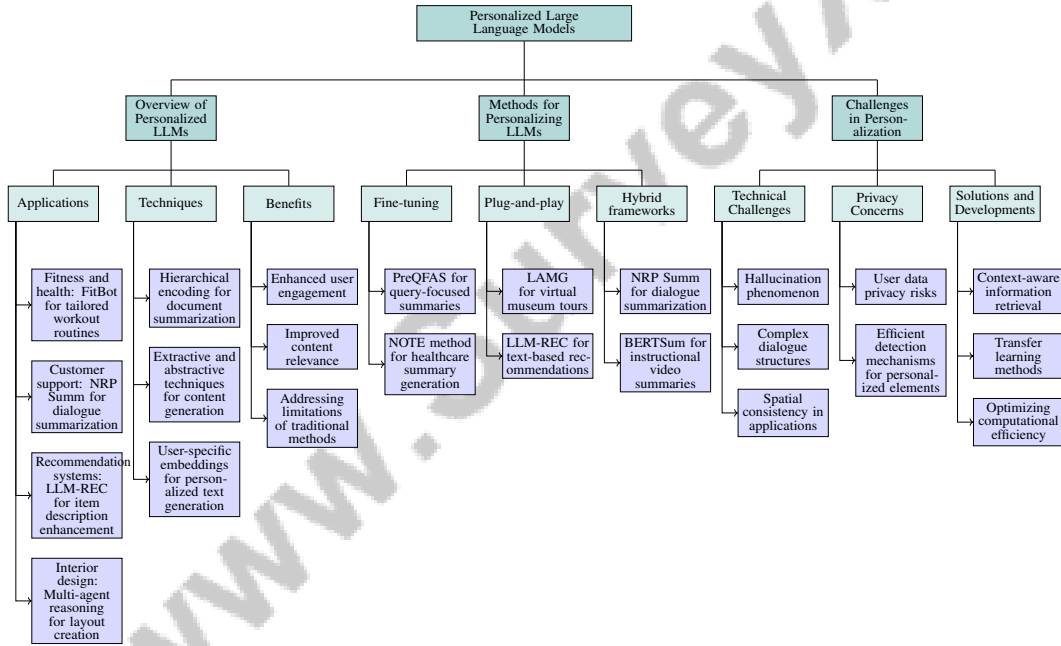 Personalized Large
Language Models
Overview of
Personalized
LLMs
Methods for
Personalizing
LLMs
Challenges
in Person-
alization
Applications
Techniques
Benefits
Fine-tuning
Plug-and-play
Hybrid
frameworks
Technical
Challenges
Privacy
Concerns
Solutions and
Developments
Fitness and
health: FitBot
for tailored
workout
routines
Customer
support: NRP
Summ for
dialogue
summarization
Recommendation
systems:
LLM-REC
for item
description
enhancement
Interior
design:
Multi-agent
reasoning
for layout
creation
Hierarchical
encoding for
document
summarization
Extractive and
abstractive
techniques
for content
generation
User-specific
embeddings
for person-
alized text
generation
Enhanced user
engagement
Improved
content
relevance
Addressing
limitations
of traditional
methods
PreQFAS for
query-focused
summaries
NOTE method
for healthcare
summary
generation
LAMG
for virtual
museum tours
LLM-REC for
text-based rec-
ommendations
NRP Summ
for dialogue
summarization
BERTSum for
instructional
video
summaries
Hallucination
phenomenon
Complex
dialogue
structures
Spatial
consistency in
applications
User data
privacy risks
Efficient
detection
mechanisms
for personal-
ized elements
Context-aware
information
retrieval
Transfer
learning
methods
Optimizing
computational
efficiency
www.SurveyX